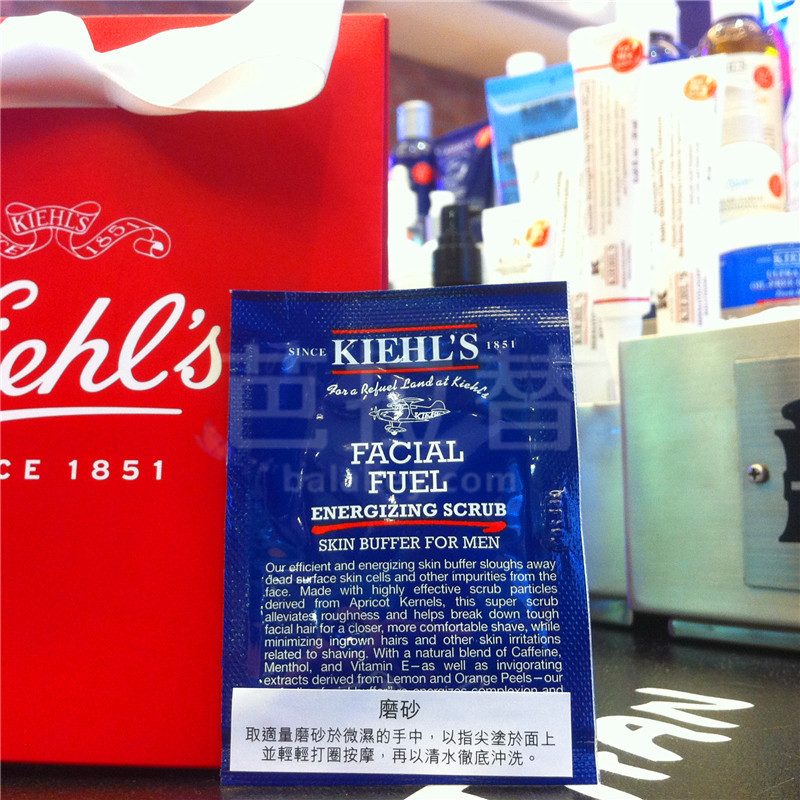 KIEHL'S
1851
iehl's
CE 1851
SINCE KIEHL'S 1851
For a Refuel Land at Kiehl's
KIEHL'S
FACIAL
FUEL
ENERGIZING SCRUB
SKIN BUFFER FOR MEN
Our efficient and energizing skin buffer sloughs away
dead surface skin cells and other impurities from the
face. Made with highly effective scrub particles
derived from Apricot Kernels, this super scrub
alleviates roughness and helps break down tough
facial hair for a closer, more comfortable shave, while
minimizing ingrown hairs and other skin irritations
related to shaving. With a natural blend of Caffeine,
Menthol, and Vitamin E—as well as invigorating
extracts derived from Lemon and Orange Peels—our
磨砂
取適量磨砂於微濕的手中，以指尖塗於面上
並輕輕打圈按摩，再以清水徹底沖洗。
KIEHL'S
KIEHL'S